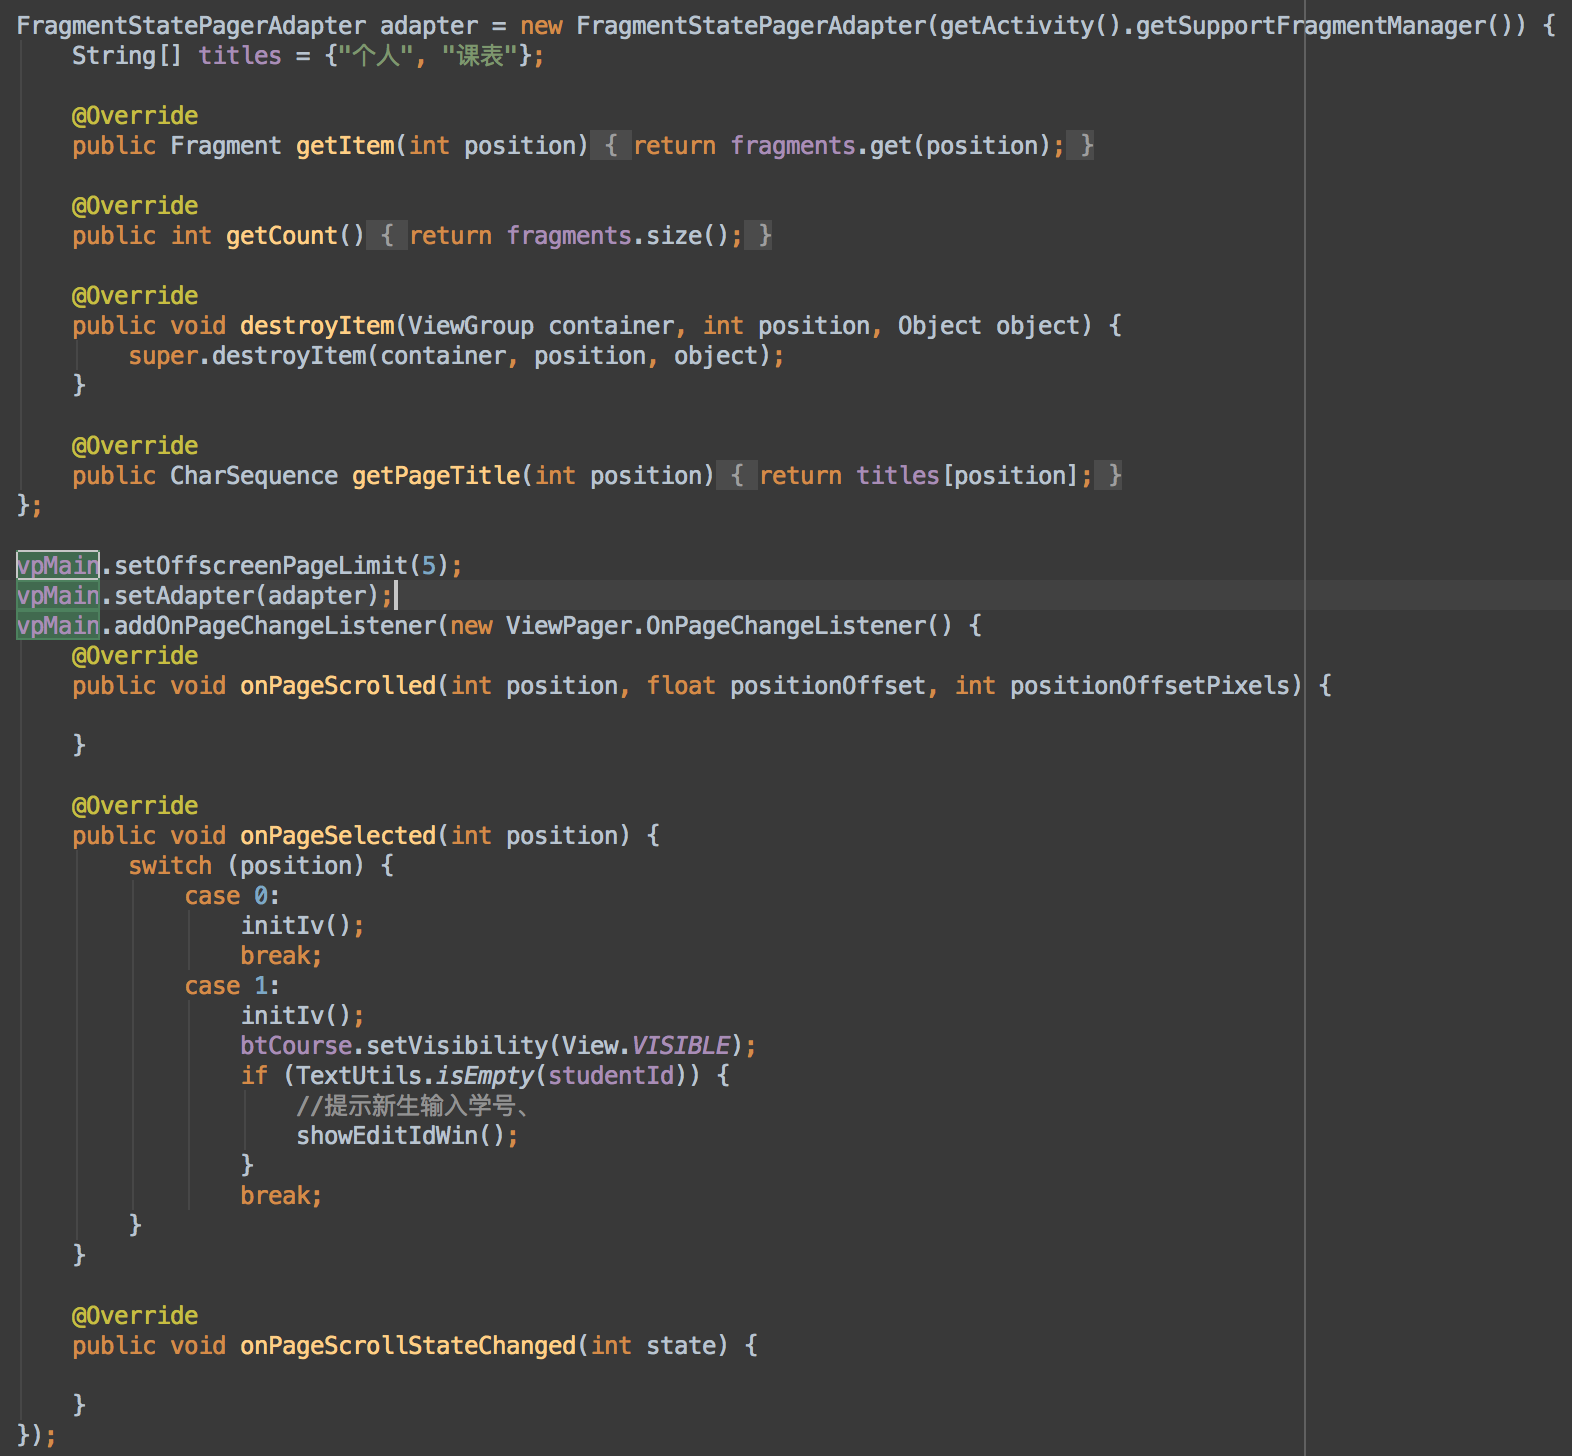 FragmentStatePagerAdapter adapter = new FragmentStatePagerAdapter(getActivity().getSupportFragmentManager()) {
    String[] titles = {"个人", "课表"};

    @Override
    public Fragment getItem(int position) { return fragments.get(position); }

    @Override
    public int getCount() { return fragments.size(); }

    @Override
    public void destroyItem(ViewGroup container, int position, Object object) {
        super.destroyItem(container, position, object);
    }

    @Override
    public CharSequence getPageTitle(int position) { return titles[position]; }
};

vpMain.setOffscreenPageLimit(5);
vpMain.setAdapter(adapter);
vpMain.addOnPageChangeListener(new ViewPager.OnPageChangeListener() {
    @Override
    public void onPageScrolled(int position, float positionOffset, int positionOffsetPixels) {

    }

    @Override
    public void onPageSelected(int position) {
        switch (position) {
            case 0:
                initIv();
                break;
            case 1:
                initIv();
                btCourse.setVisibility(View.VISIBLE);
                if (TextUtils.isEmpty(studentId)) {
                    //提示新生输入学号、
                    showEditIdWin();
                }
                break;
        }
    }

    @Override
    public void onPageScrollStateChanged(int state) {

    }
});